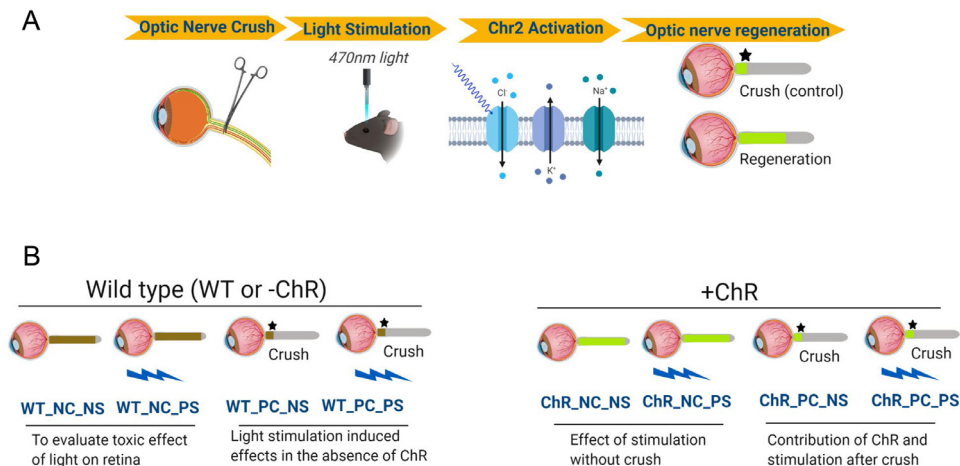 A
Optic Nerve Crush
Light Stimulation
Chr2 Activation
Optic nerve regeneration
470nm light
Cl⁻
Na⁺
K⁺
Crush (control)
Regeneration
B
Wild type (WT or -ChR)
Crush
Crush
WT_NC_NS
WT_NC_PS
WT_PC_NS
WT_PC_PS
To evaluate toxic effect
of light on retina
Light stimulation induced
effects in the absence of ChR
+ChR
Crush
Crush
ChR_NC_NS
ChR_NC_PS
ChR_PC_NS
ChR_PC_PS
Effect of stimulation
without crush
Contribution of ChR and
stimulation after crush